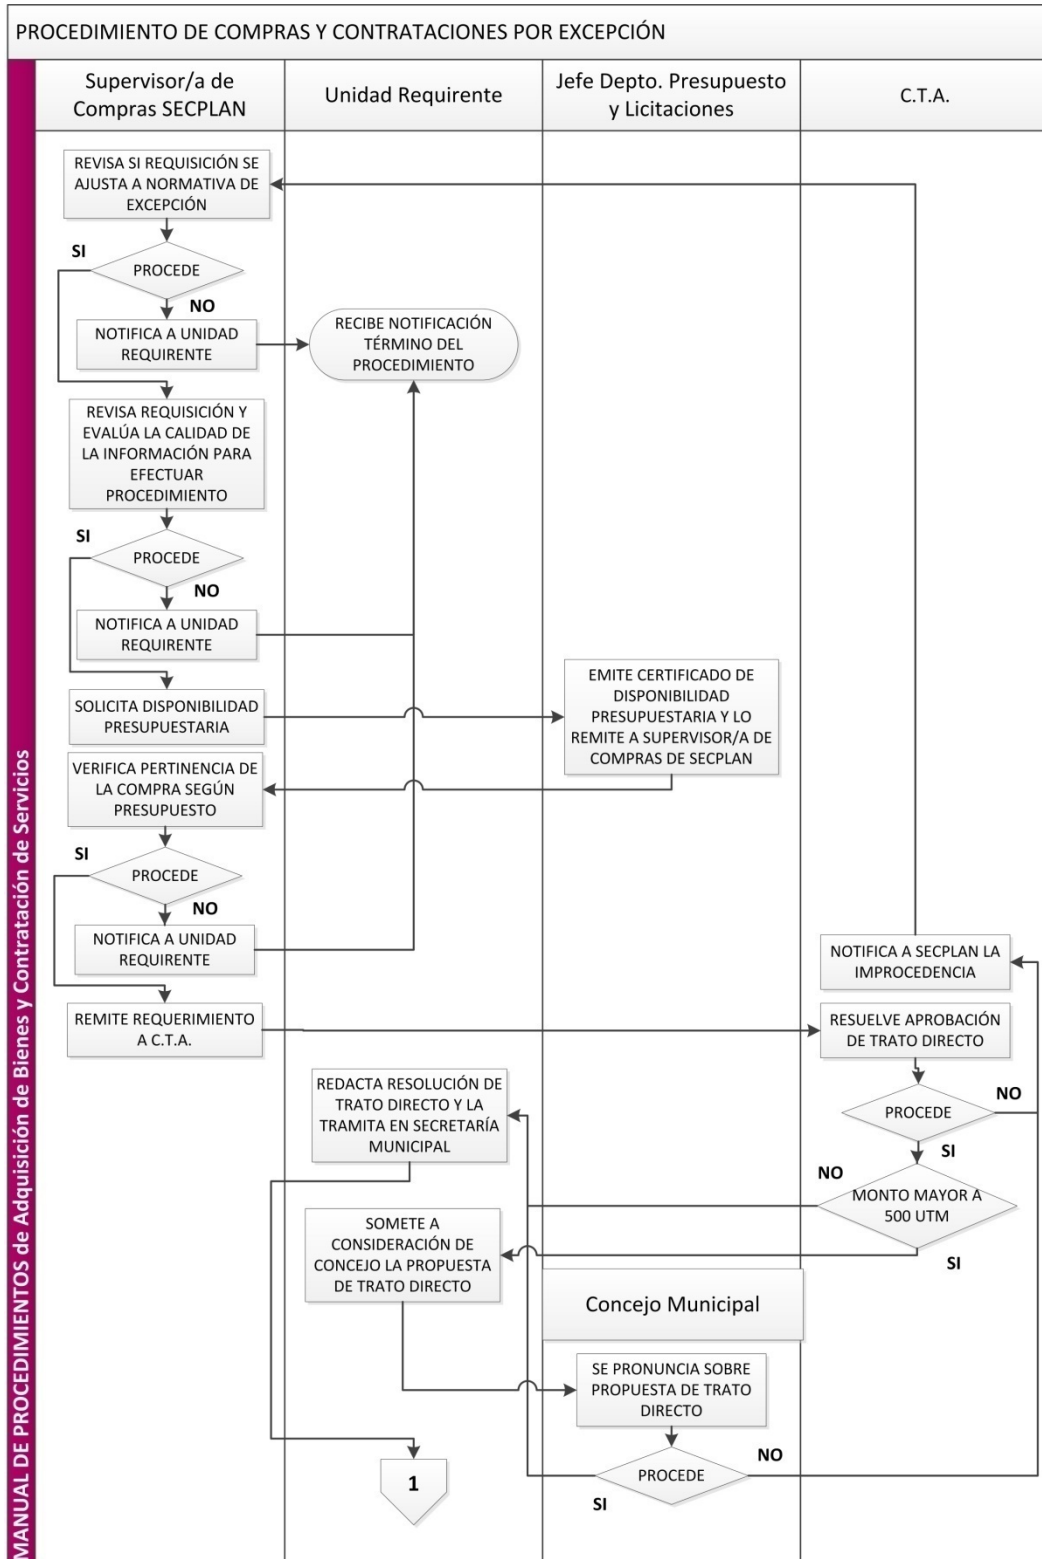 PROCEDIMIENTO DE COMPRAS Y CONTRATACIONES POR EXCEPCIÓN
MANUAL DE PROCEDIMIENTOS de Adquisición de Bienes y Contratación de Servicios
Supervisor/a de
Compras SECPLAN
Unidad Requirente
Jefe Depto. Presupuesto
y Licitaciones
C.T.A.
REVISA SI REQUISICIÓN SE
AJUSTA A NORMATIVA DE
EXCEPCIÓN
SI
PROCEDE
NO
NOTIFICA A UNIDAD
REQUIRENTE
RECIBE NOTIFICACIÓN
TÉRMINO DEL
PROCEDIMIENTO
REVISA REQUISICIÓN Y
EVALÚA LA CALIDAD DE
LA INFORMACIÓN PARA
EFECTUAR
PROCEDIMIENTO
SI
PROCEDE
NO
NOTIFICA A UNIDAD
REQUIRENTE
SOLICITA DISPONIBILIDAD
PRESUPUESTARIA
EMITE CERTIFICADO DE
DISPONIBILIDAD
PRESUPUESTARIA Y LO
REMITE A SUPERVISOR/A DE
COMPRAS DE SECPLAN
VERIFICA PERTINENCIA DE
LA COMPRA SEGÚN
PRESUPUESTO
SI
PROCEDE
NO
NOTIFICA A UNIDAD
REQUIRENTE
NOTIFICA A SECPLAN LA
IMPROCEDENCIA
REMITE REQUERIMIENTO
A C.T.A.
RESUELVE APROBACIÓN
DE TRATO DIRECTO
PROCEDE
NO
SI
REDACTA RESOLUCIÓN DE
TRATO DIRECTO Y LA
TRAMITA EN SECRETARÍA
MUNICIPAL
NO
MONTO MAYOR A
500 UTM
SI
SOMETE A
CONSIDERACIÓN DE
CONCEJO LA PROPUESTA
DE TRATO DIRECTO
Concejo Municipal
SE PRONUNCIA SOBRE
PROPUESTA DE TRATO
DIRECTO
NO
PROCEDE
SI
1